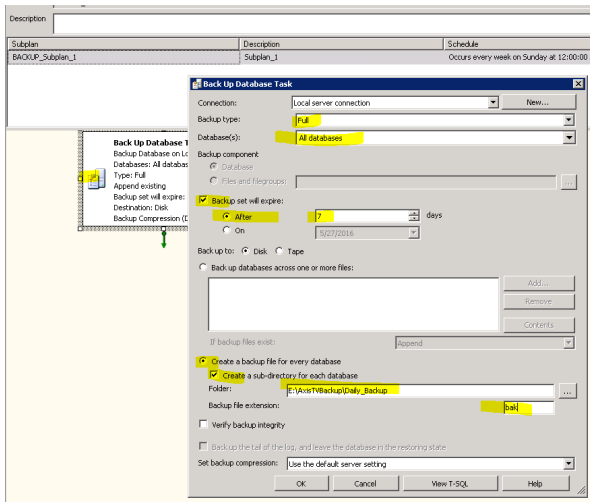 Description
Subplan Description Schedule
BACKUP_Subplan_1 Subplan_1 Occurs every week on Sunday at 12:00:00
Back Up Database Task
Connection: Local server connection New...
Backup type: Full
Database(s): All databases
Backup component
Database
Files and filegroups: ...
Backup set will expire:
After 7 days
On 5/27/2016
Back up to: Disk Tape
Back up databases across one or more files:
Add...
Remove
Contents
If backup files exist: Append
Create a backup file for every database
Create a sub-directory for each database
Folder: E:\AxisTVBackup\Daily_Backup ...
Backup file extension: bak
Verify backup integrity
Back up the tail of the log, and leave the database in the restoring state
Set backup compression: Use the default server setting
OK Cancel View T-SQL Help
Back Up Database T
Backup Database on Lo
Databases: All databas
Type: Full
Append existing
Backup set will expire:
Destination: Disk
Backup Compression (D